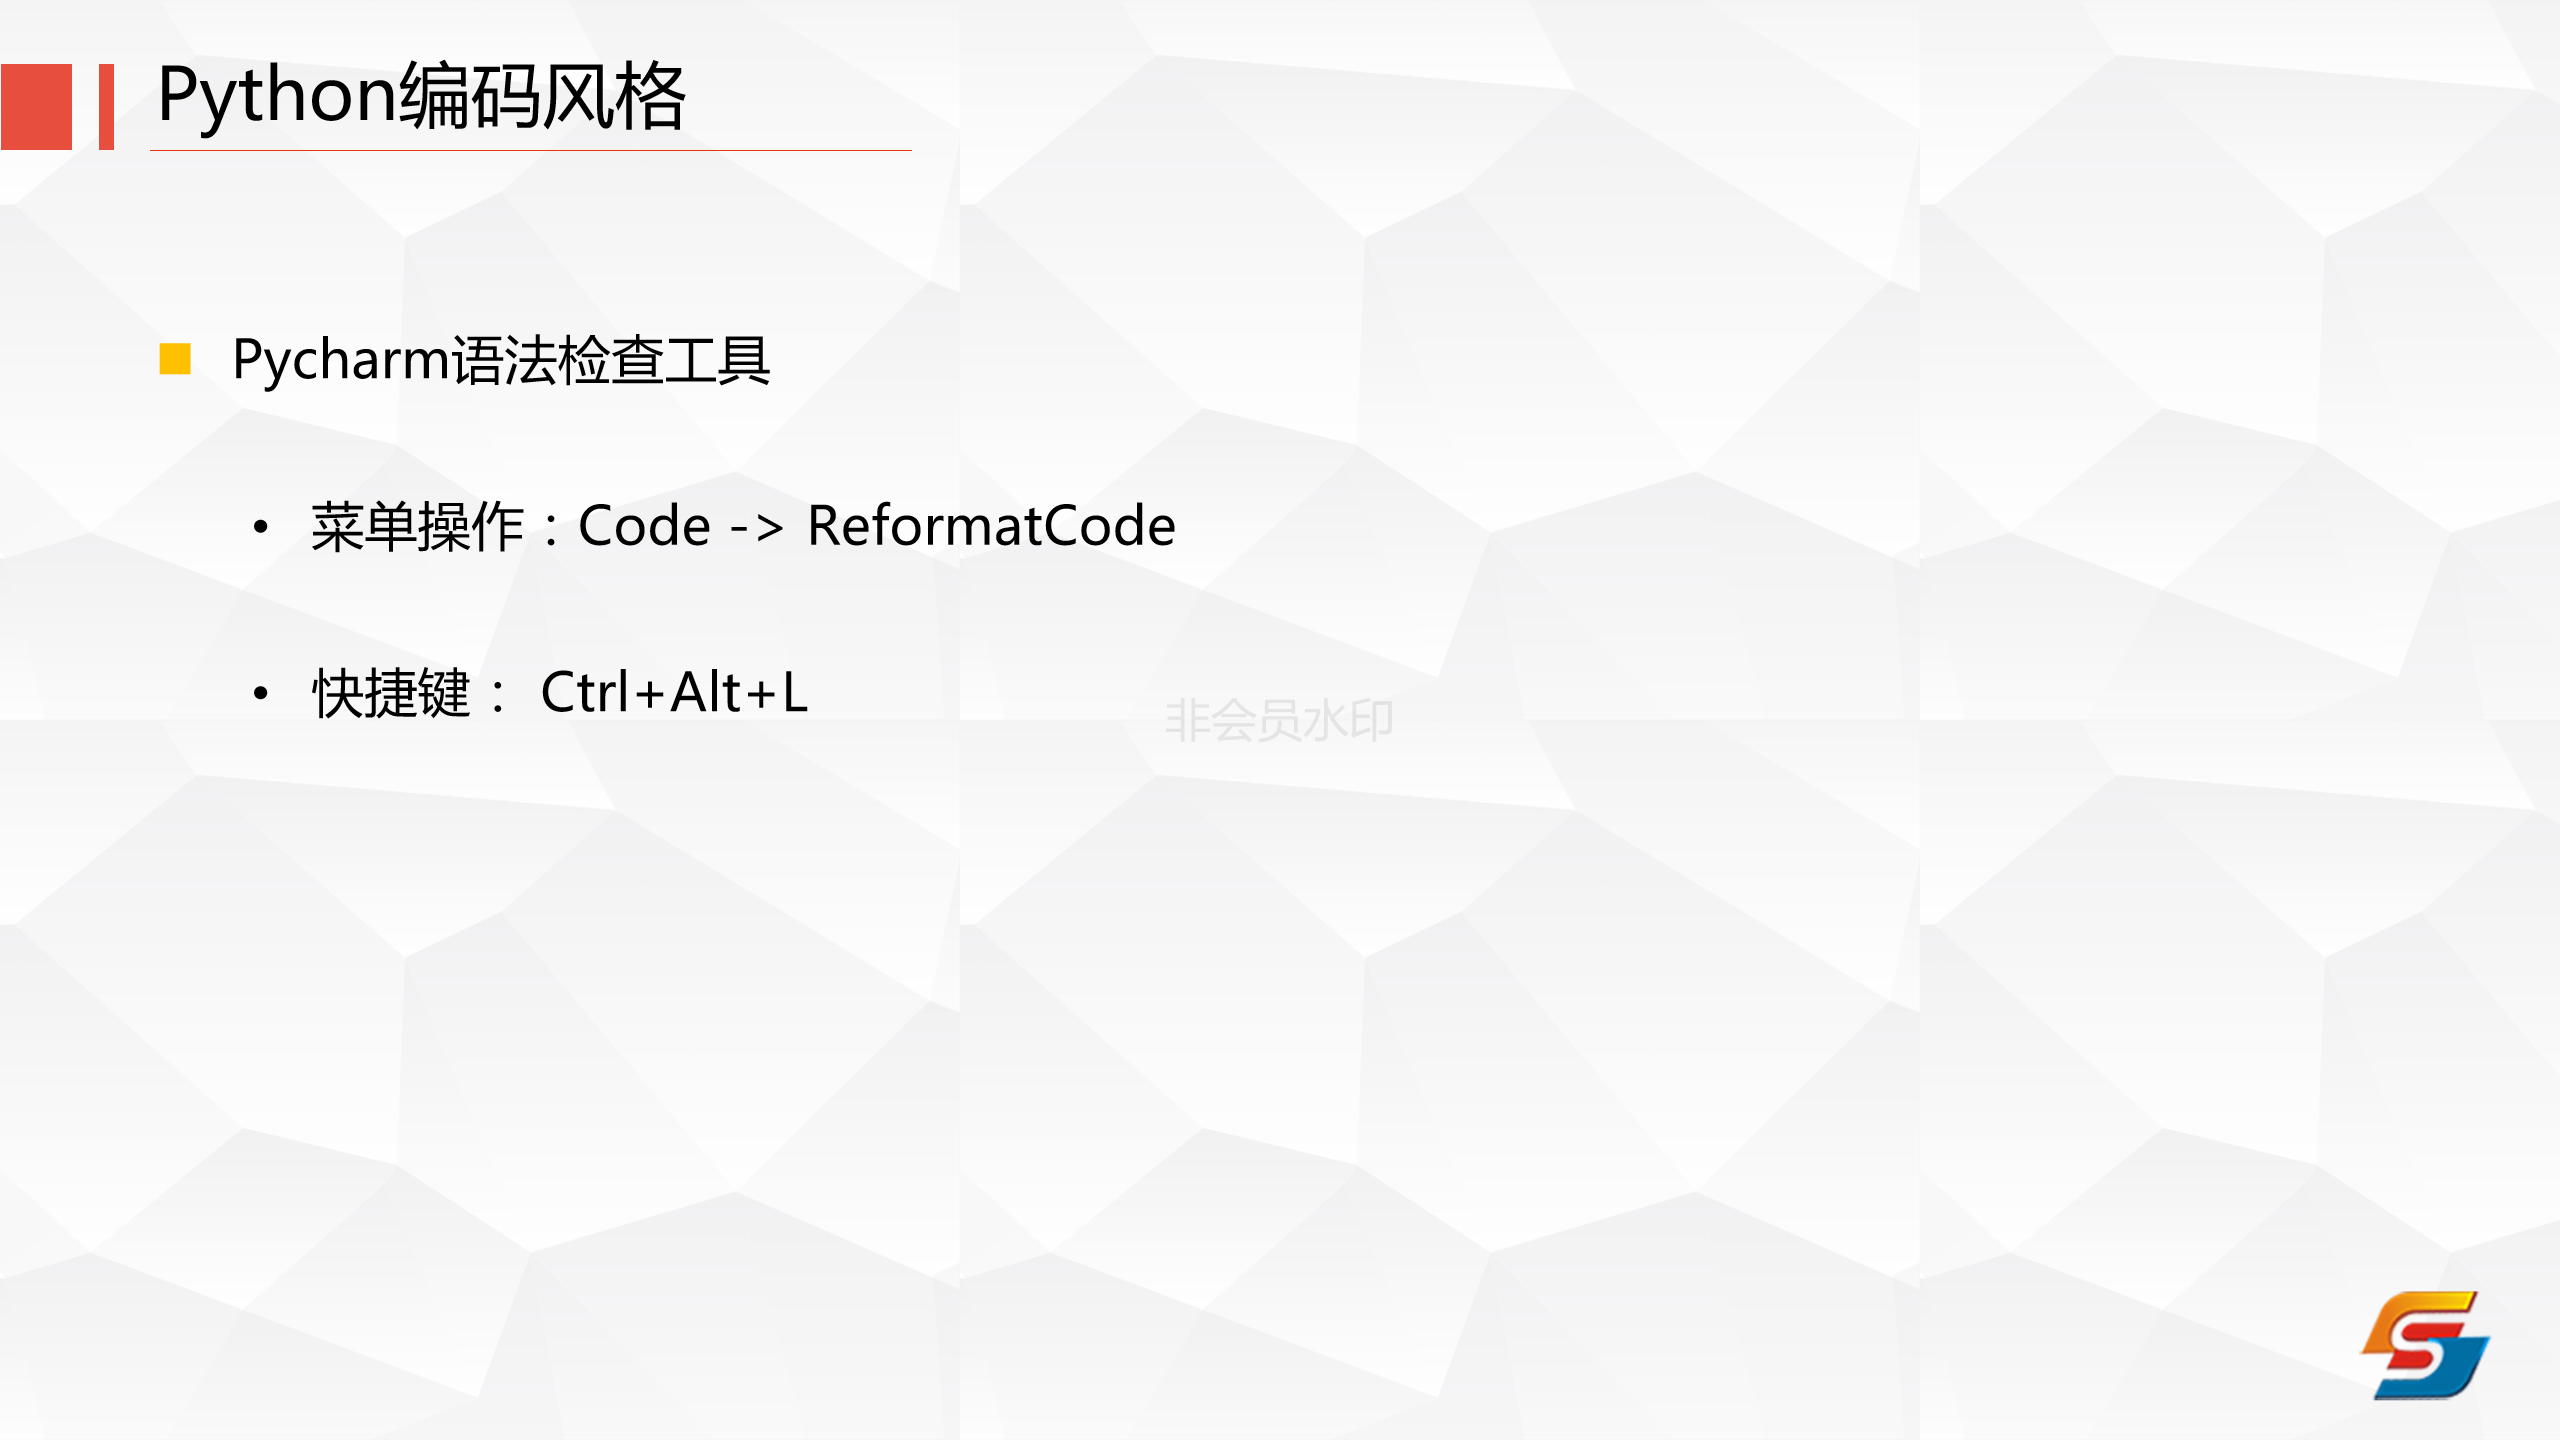 Python编码风格
Pycharm语法检查工具
• 菜单操作：Code -> ReformatCode
• 快捷键： Ctrl+Alt+L
非会员水印